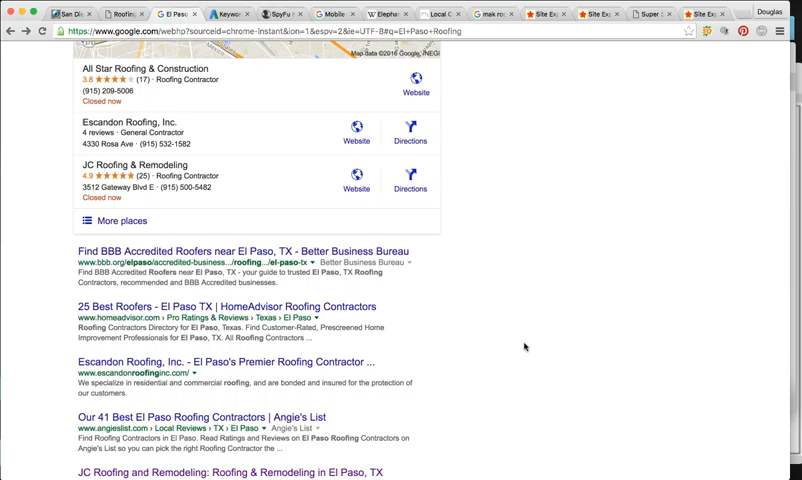 San Die
Roofing
El Paso
Keywor
SpyFu
Mobile
Elepha
Local C
mak roo
Site Exp
Site Exp
Super S
Site Exp
Douglas
https://www.google.com/webhp?sourceid=chrome-instant&ion=1&espv=2&ie=UTF-8#q=El+Paso+Roofing
Map data ©2016 Google, INEGI
All Star Roofing & Construction
3.8 ★★★★★ (17) · Roofing Contractor
(915) 209-5006
Closed now
Website
Escandon Roofing, Inc.
4 reviews · General Contractor
4330 Rosa Ave · (915) 532-1582
Website
Directions
JC Roofing & Remodeling
4.9 ★★★★★ (25) · Roofing Contractor
3512 Gateway Blvd E · (915) 500-5482
Closed now
Website
Directions
More places
Find BBB Accredited Roofers near El Paso, TX - Better Business Bureau
www.bbb.org/elpaso/accredited-business.../roofing.../el-paso-tx ▼ Better Business Bureau ▼
Find BBB Accredited Roofers near El Paso, TX - your guide to trusted El Paso, TX Roofing
Contractors, recommended and BBB Accredited businesses.
25 Best Roofers - El Paso TX | HomeAdvisor Roofing Contractors
www.homeadvisor.com › Pro Ratings & Reviews › Texas › El Paso ▼
Roofing Contractors Directory for El Paso, Texas. Find Customer-Rated, Prescreened Home
Improvement Professionals for El Paso, TX. All Roofing Contractors ...
Escandon Roofing, Inc. - El Paso's Premier Roofing Contractor ...
www.escandonroofinginc.com/ ▼
We specialize in residential and commercial roofing, and are bonded and insured for the protection of
our customers.
Our 41 Best El Paso Roofing Contractors | Angie's List
www.angieslist.com › Local Reviews › TX › El Paso ▼ Angie's List ▼
Find Roofing Contractors in El Paso. Read Ratings and Reviews on El Paso Roofing Contractors on
Angie's List so you can pick the right Roofing Contractor the ...
JC Roofing and Remodeling: Roofing & Remodeling in El Paso, TX